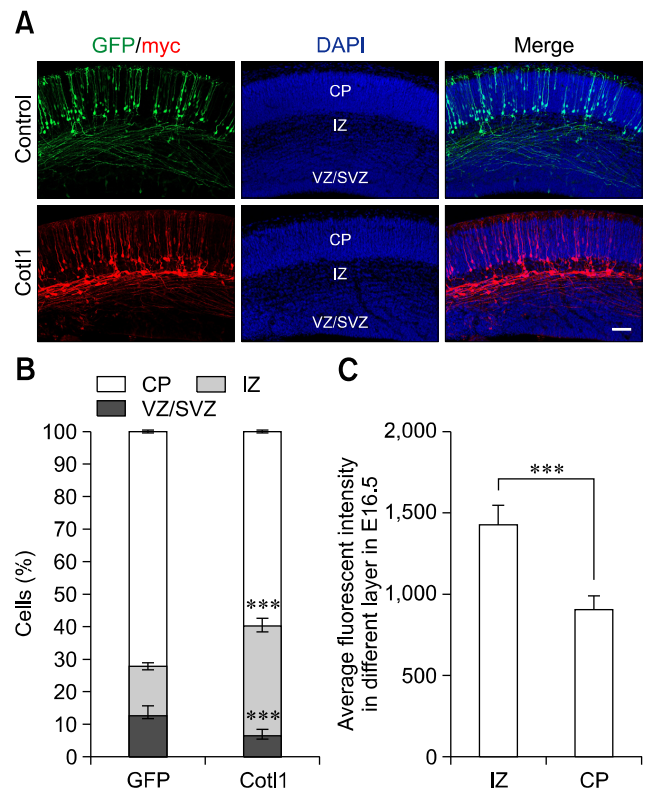 A
GFP/myc
DAPI
Merge
Control
CP
IZ
VZ/SVZ
Cotl1
CP
IZ
VZ/SVZ
B
CP
IZ
VZ/SVZ
Cells (%)
100
90
80
70
60
50
40
30
20
10
0
***
***
GFP
Cotl1
C
Average fluorescent intensity
in different layer in E16.5
2,000
1,500
1,000
500
0
***
IZ
CP